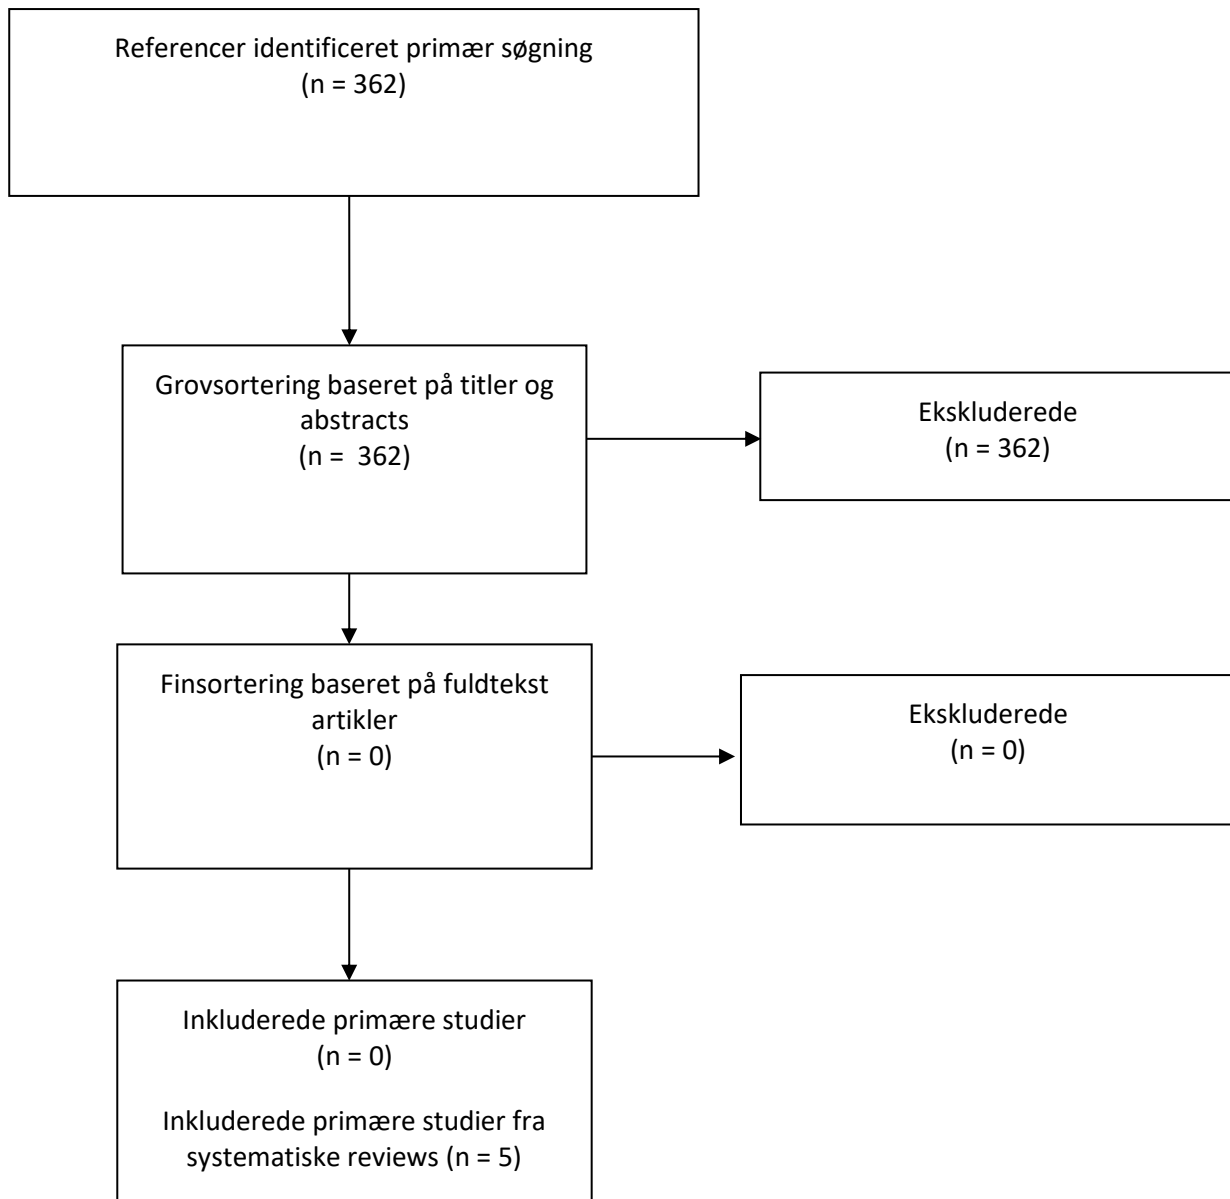 Referencer identificeret primær søgning
(n = 362)
Grovsortering baseret på titler og
abstracts
(n =  362)
Ekskluderede
(n = 362)
Finsortering baseret på fuldtekst
artikler
(n = 0)
Ekskluderede
(n = 0)
Inkluderede primære studier
(n = 0)
Inkluderede primære studier fra
systematiske reviews (n = 5)